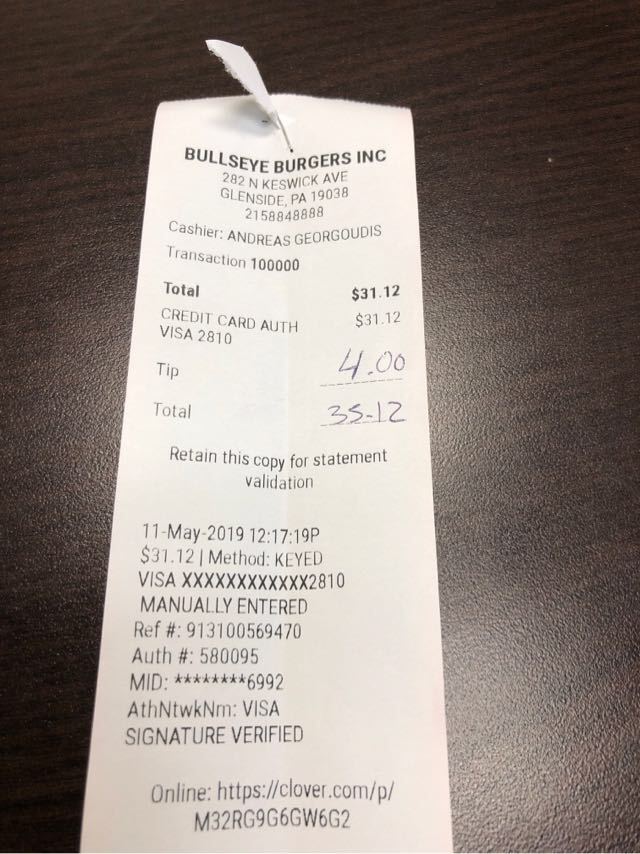 BULLSEYE BURGERS INC
282 N KESWICK AVE
GLENSIDE, PA 19038
2158848888
Cashier: ANDREAS GEORGOUDIS
Transaction 100000
Total $31.12
CREDIT CARD AUTH $31.12
VISA 2810
Tip 4.00
Total 35-12
Retain this copy for statement
validation
11-May-2019 12:17:19P
$31.12 | Method: KEYED
VISA XXXXXXXXXXXX2810
MANUALLY ENTERED
Ref #: 913100569470
Auth #: 580095
MID: ********6992
AthNtwkNm: VISA
SIGNATURE VERIFIED
Online: https://clover.com/p/
M32RG9G6GW6G2